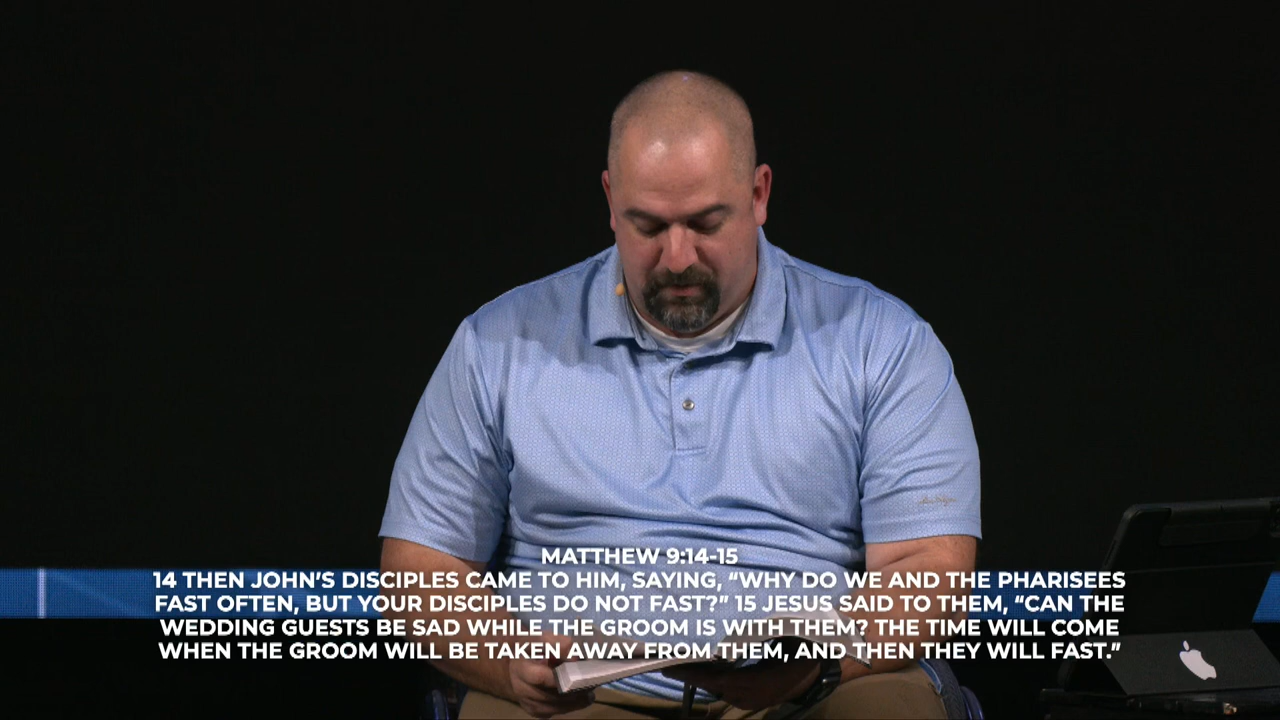 MATTHEW 9:14-15
14 THEN JOHN’S DISCIPLES CAME TO HIM, SAYING, “WHY DO WE AND THE PHARISEES
FAST OFTEN, BUT YOUR DISCIPLES DO NOT FAST?” 15 JESUS SAID TO THEM, “CAN THE
WEDDING GUESTS BE SAD WHILE THE GROOM IS WITH THEM? THE TIME WILL COME
WHEN THE GROOM WILL BE TAKEN AWAY FROM THEM, AND THEN THEY WILL FAST.”